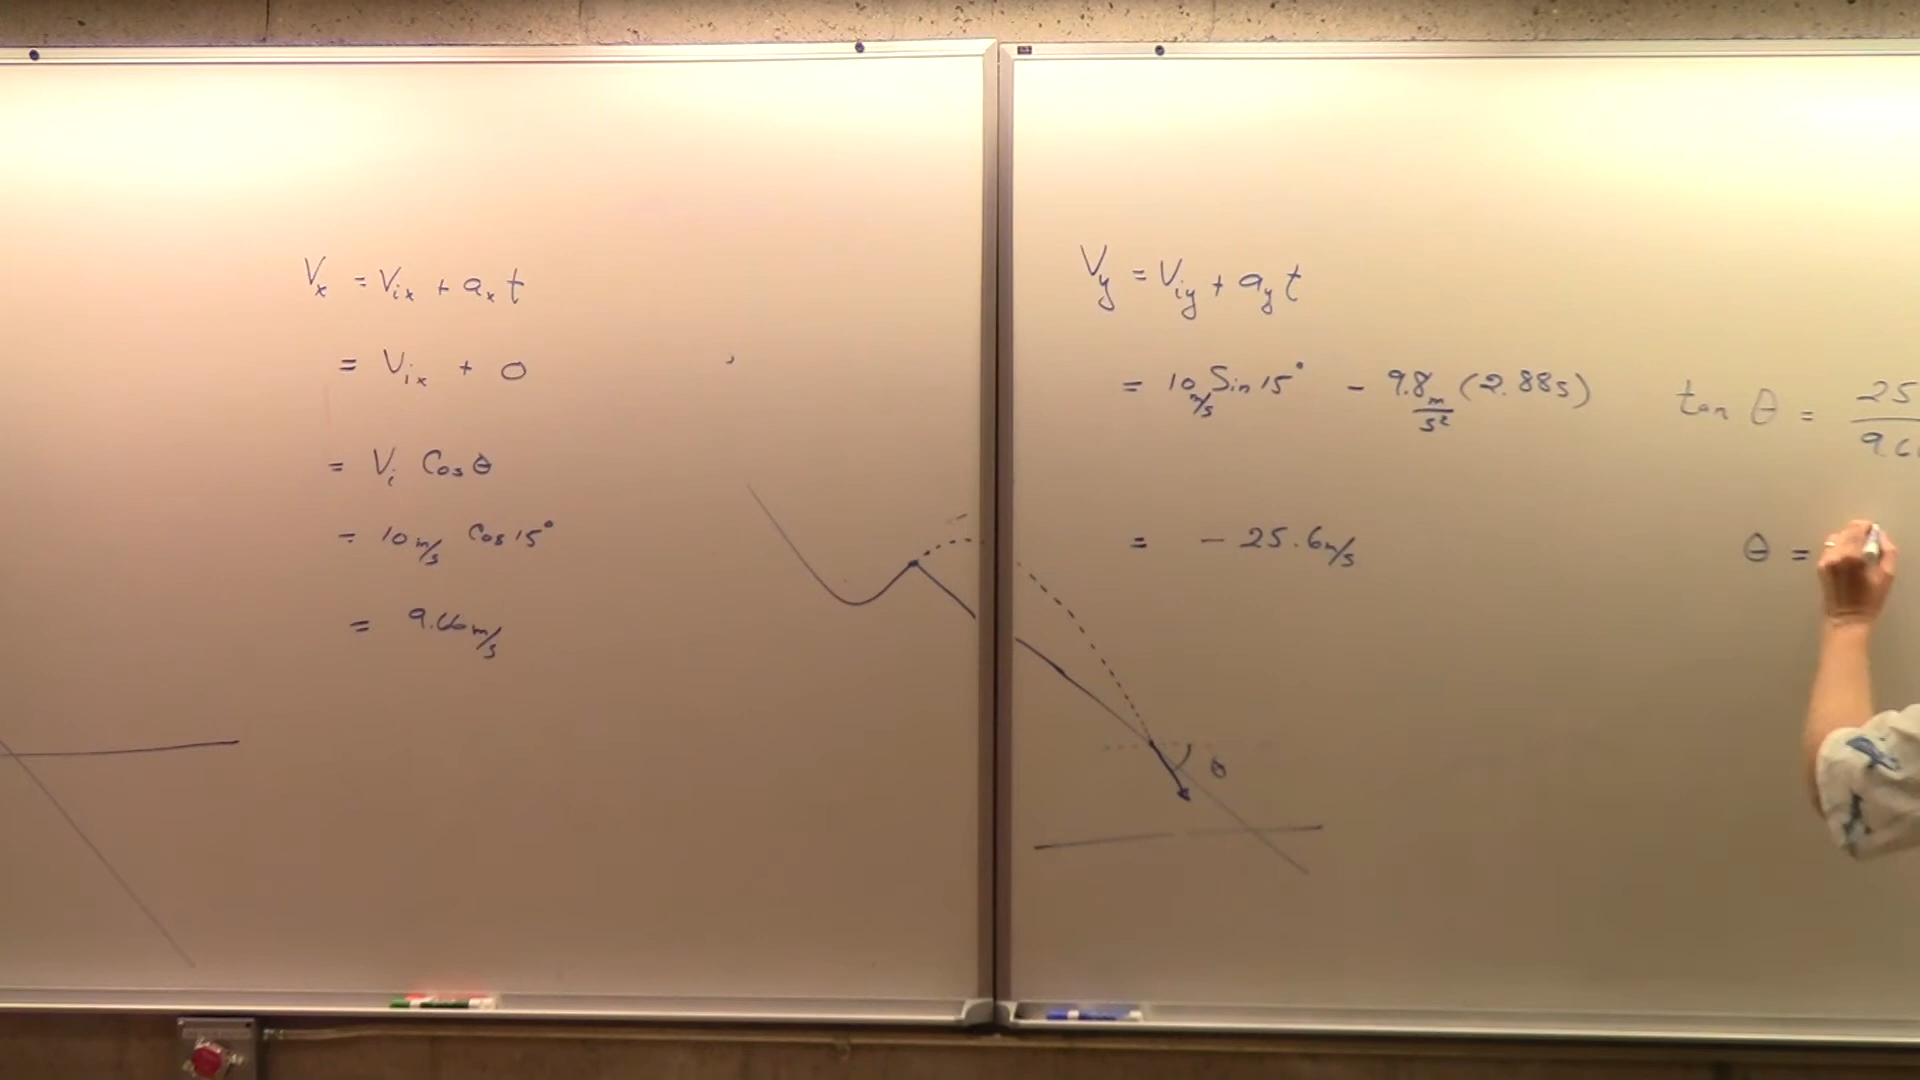 Vx = Vix + ax t
= Vix + 0
= Vi Cos θ
= 10 m/s Cos 15°
= 9.66 m/s
Vy = Viy + ay t
= 10 m/s Sin 15° - 9.8 m/s² (2.88s)
= - 25.6 m/s
θ
tan θ = 25 / 9.6
θ =